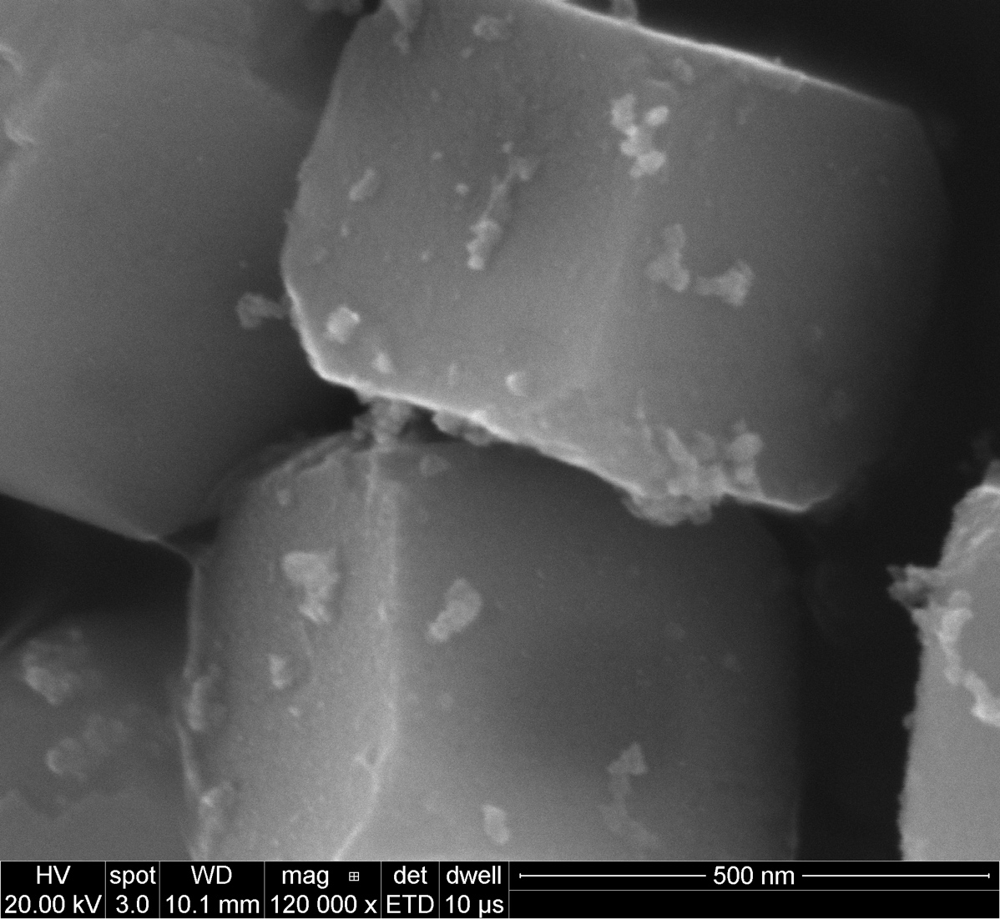 HV spot WD mag ⊞ det dwell 500 nm
20.00 kV 3.0 10.1 mm 120 000 x ETD 10 µs